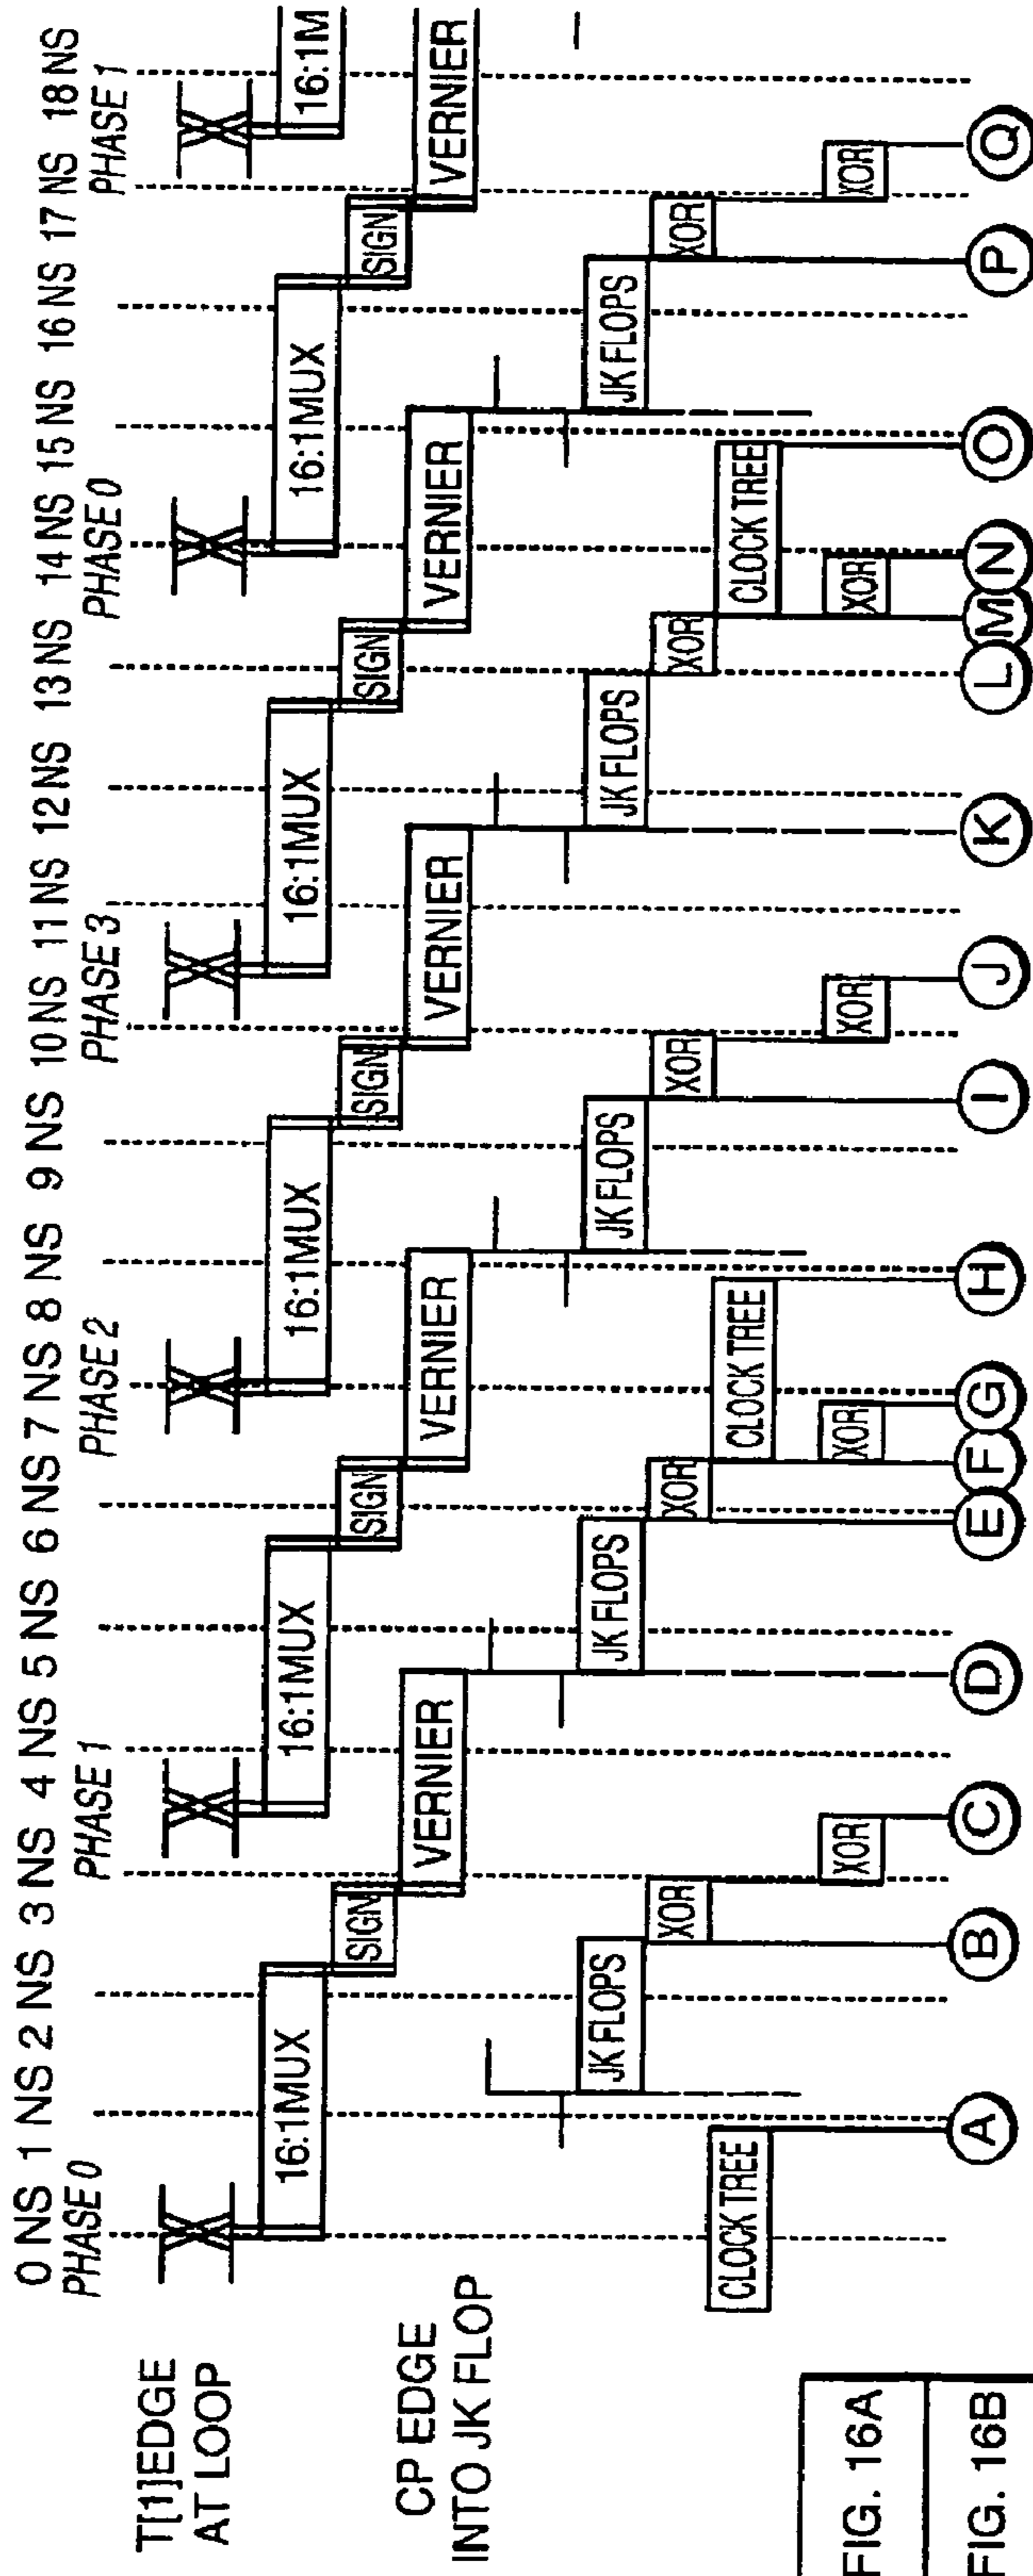 0 NS 1 NS 2 NS 3 NS 4 NS 5 NS 6 NS 7 NS 8 NS 9 NS 10 NS 11 NS 12 NS 13 NS 14 NS 15 NS 16 NS 17 NS 18 NS
PHASE 0 PHASE 1 PHASE 2 PHASE 3 PHASE 0 PHASE 1
T[1]EDGE
AT LOOP
16:1MUX 16:1MUX 16:1MUX 16:1MUX 16:1MUX 16:1M
SIGN SIGN SIGN SIGN SIGN
CP EDGE
INTO JK FLOP
VERNIER VERNIER VERNIER VERNIER VERNIER
JK FLOPS JK FLOPS JK FLOPS JK FLOPS JK FLOPS
XOR XOR XOR XOR XOR
CLOCK TREE CLOCK TREE CLOCK TREE
XOR XOR XOR XOR XOR
A B C D E F G H I J K L M N O P Q
FIG. 16A
FIG. 16B